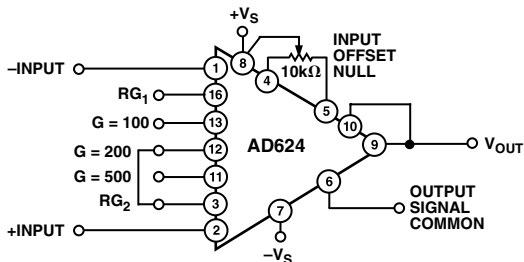 +VS
INPUT
OFFSET
NULL
10kΩ
–INPUT
1
8
4
RG1
16
5
G = 100
13
10
G = 200
12
AD624
9
VOUT
G = 500
11
6
RG2
3
7
OUTPUT
SIGNAL
COMMON
+INPUT
2
–VS